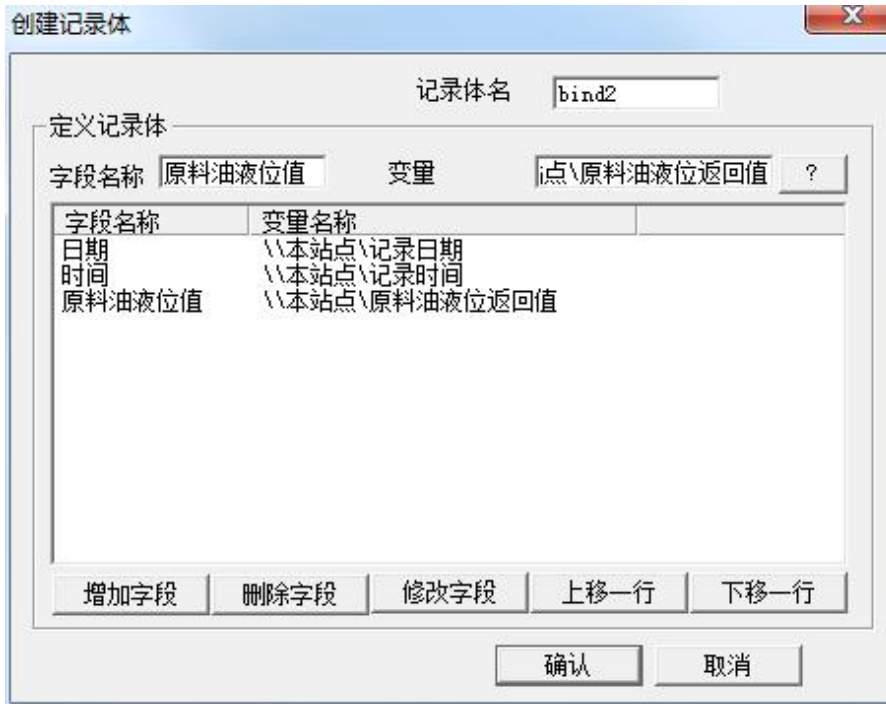 创建记录体
记录体名 bind2
定义记录体
字段名称 原料油液位值 变量 点\原料油液位返回值 ?
字段名称 变量名称
日期 \\本站点\记录日期
时间 \\本站点\记录时间
原料油液位值 \\本站点\原料油液位返回值
增加字段 删除字段 修改字段 上移一行 下移一行
确认 取消